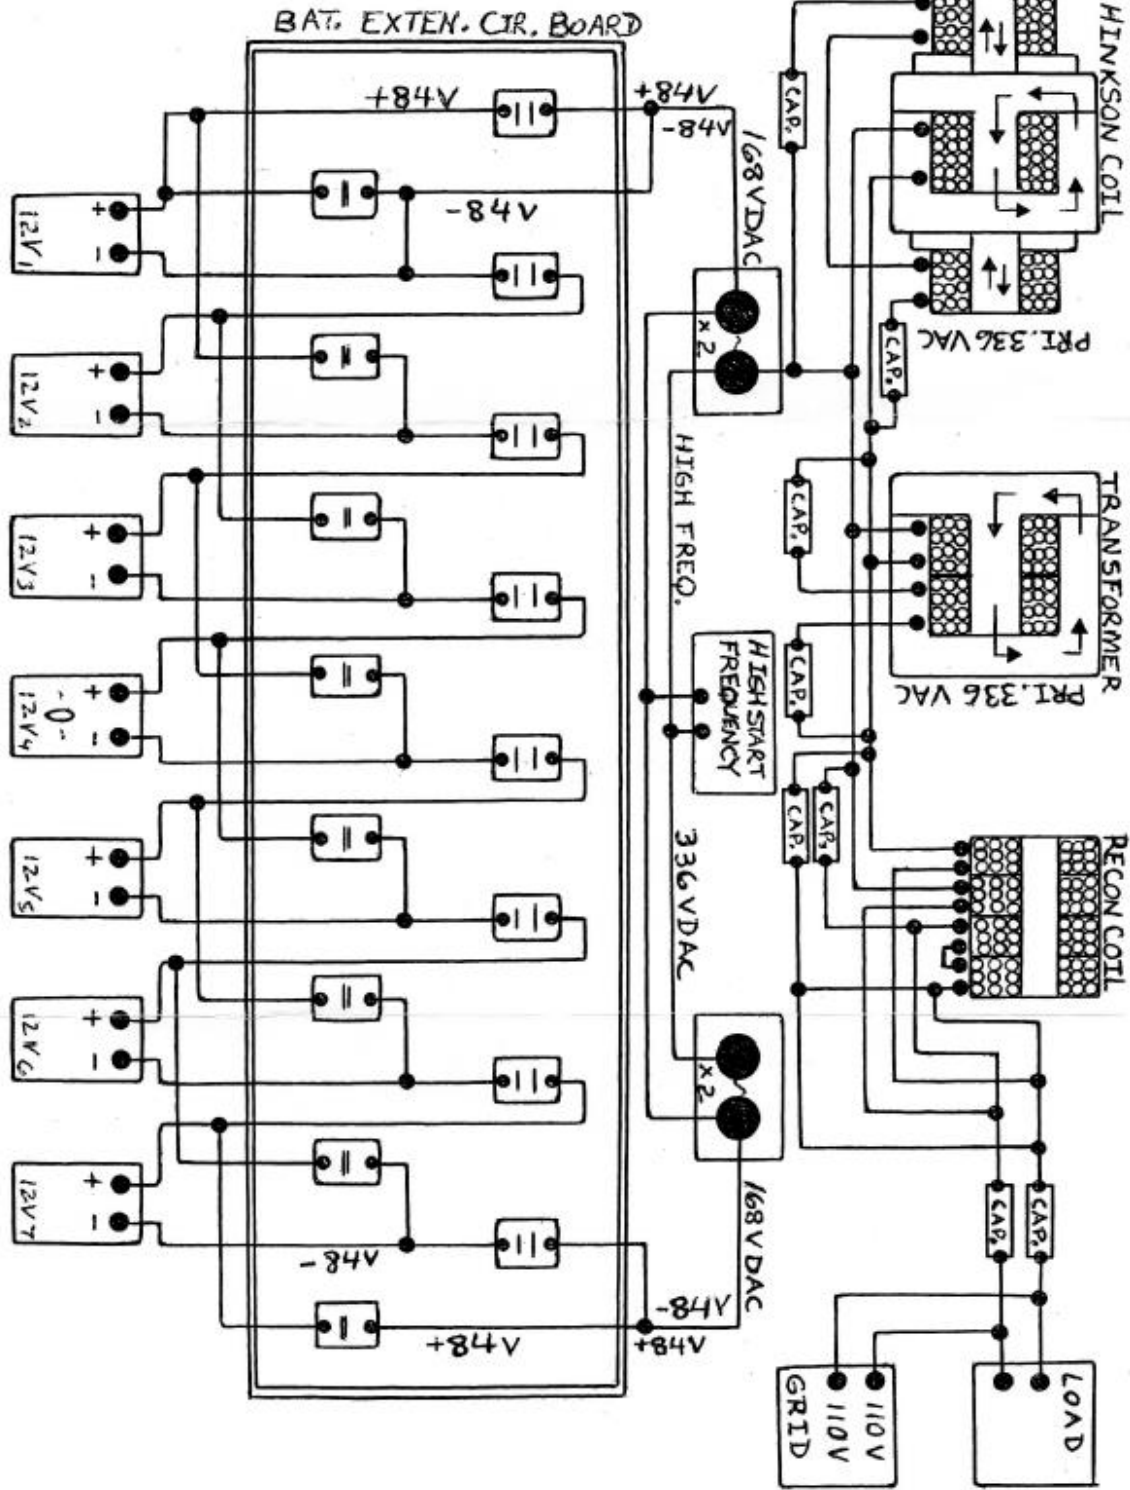 BAT. EXTEN. CIR. BOARD
+84V
+84V
-84V
-84V
168VDAC
12V1
+
-
12V2
+
-
12V3
+
-
12V4
-0-
+
-
12V5
+
-
12V6
+
-
12V7
+
-
-84V
+84V
-84V
+84V
168VDAC
x2
x2
HIGH FREQ.
HIGH START
FREQUENCY
336VDAC
HINKSON COIL
CAP.
PRI.336VAC
CAP.
TRANSFORMER
CAP.
PRI.336 VAC
CAP.
CAP.
CAP.
RECON COIL
CAP.
CAP.
LOAD
110V
110V
GRID